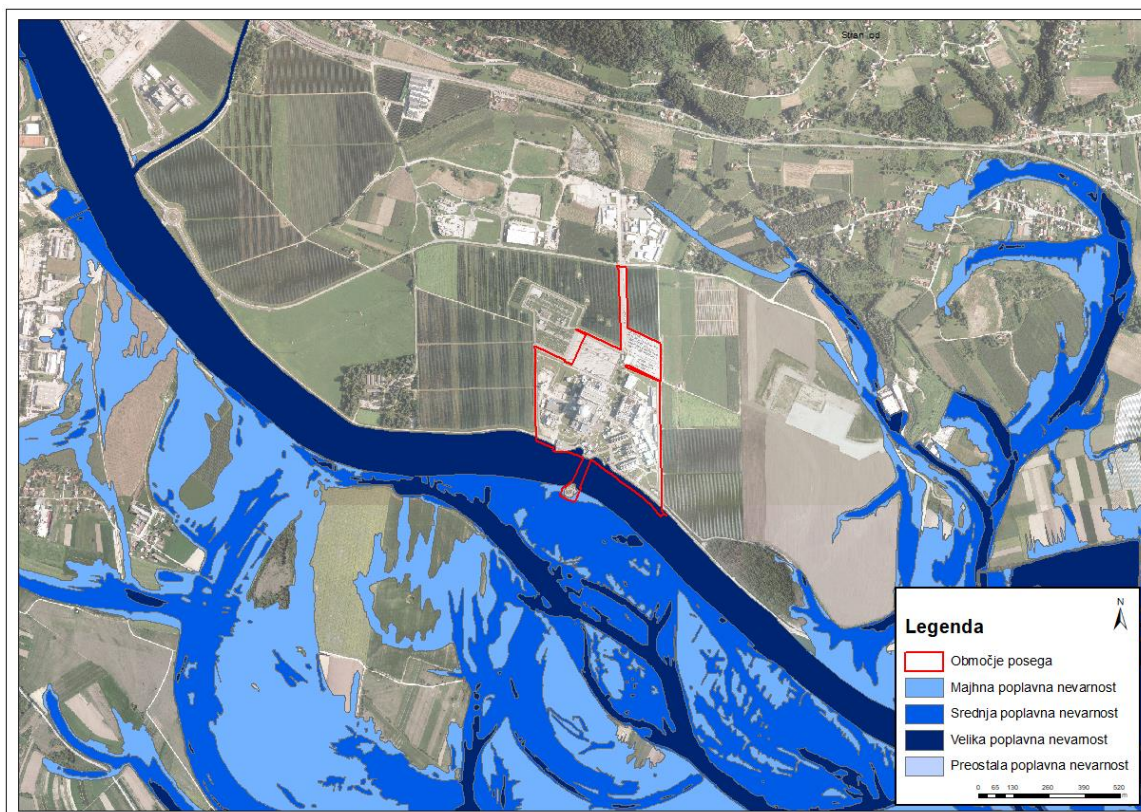 N
Legenda
Območje posega
Majhna poplavna nevarnost
Srednja poplavna nevarnost
Velika poplavna nevarnost
Preostala poplavna nevarnost
0 65 130 260 390 520
m